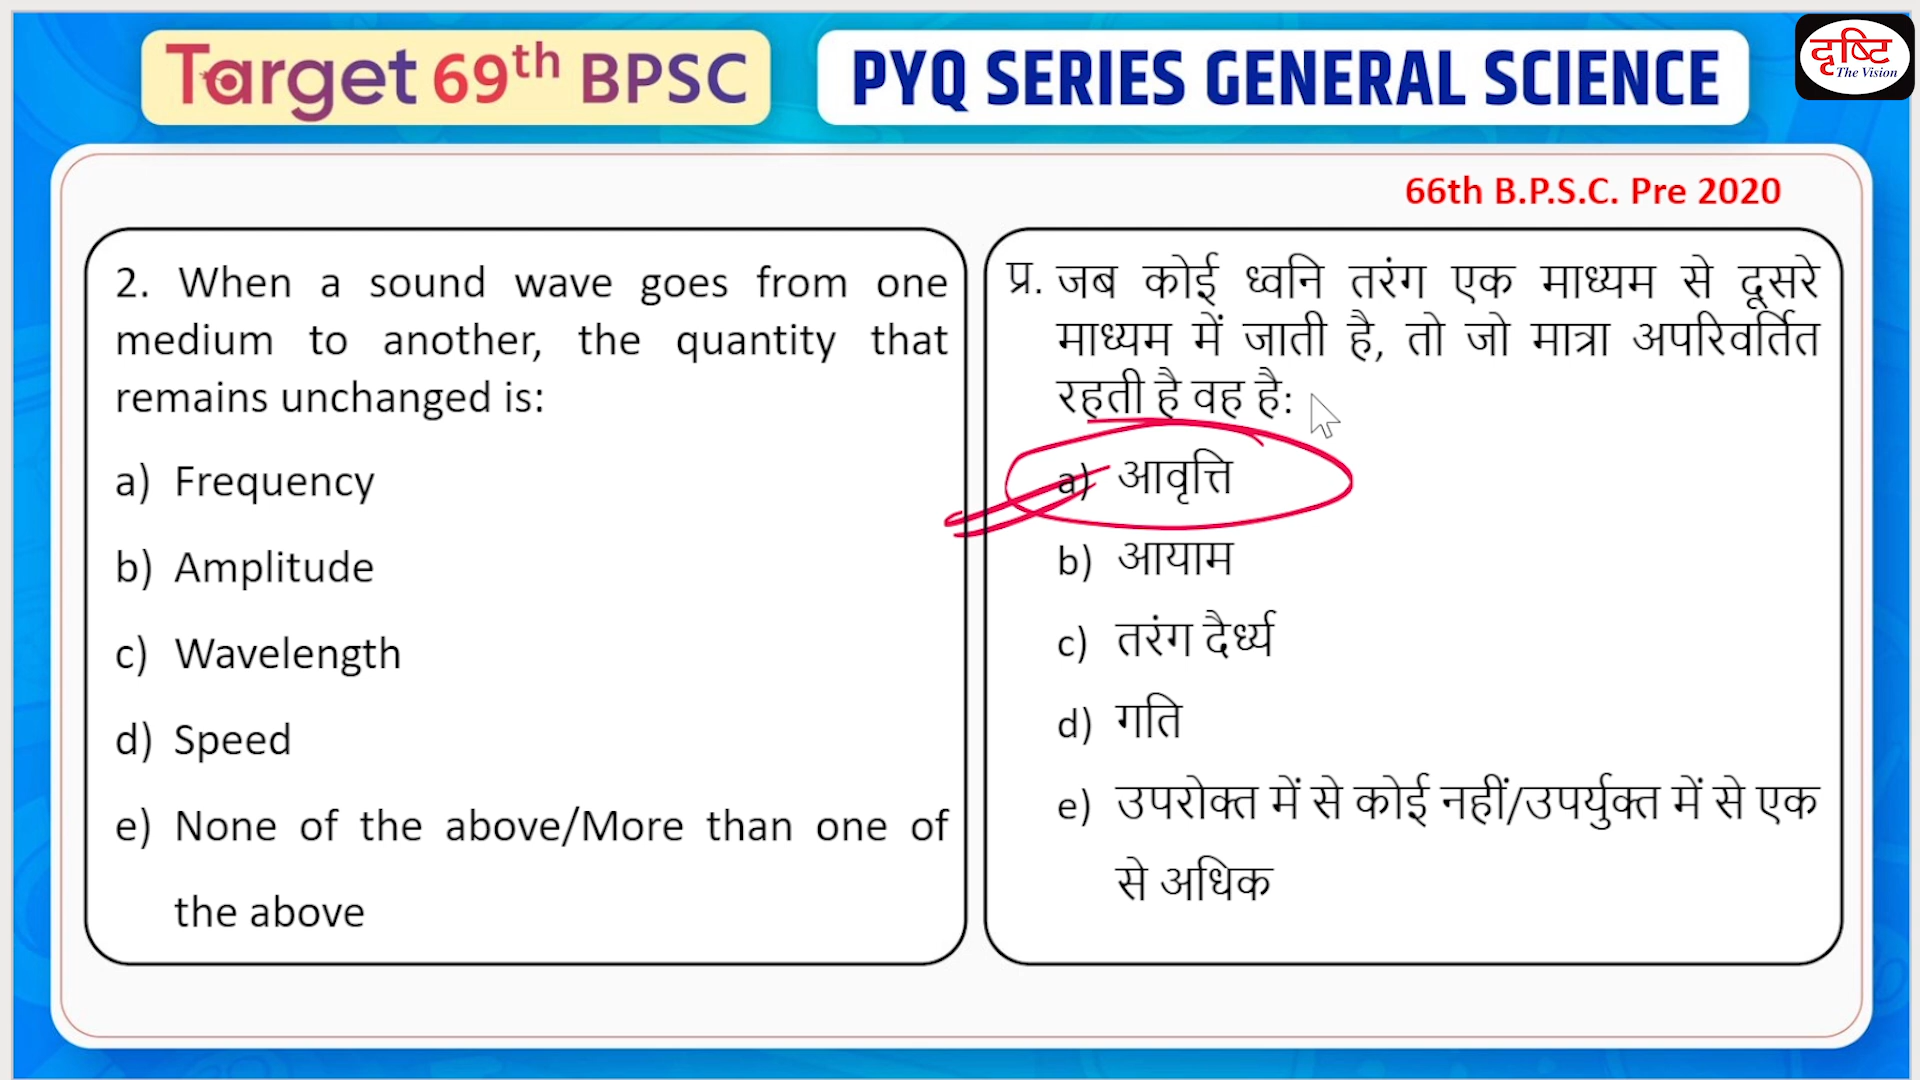 Target 69th BPSC
PYQ SERIES GENERAL SCIENCE
दृष्टि
The Vision
66th B.P.S.C. Pre 2020
2. When a sound wave goes from one
medium to another, the quantity that
remains unchanged is:
a) Frequency
b) Amplitude
c) Wavelength
d) Speed
e) None of the above/More than one of
the above
प्र. जब कोई ध्वनि तरंग एक माध्यम से दूसरे
माध्यम में जाती है, तो जो मात्रा अपरिवर्तित
रहती है वह है:
a) आवृत्ति
b) आयाम
c) तरंग दैर्ध्य
d) गति
e) उपरोक्त में से कोई नहीं/उपर्युक्त में से एक
से अधिक